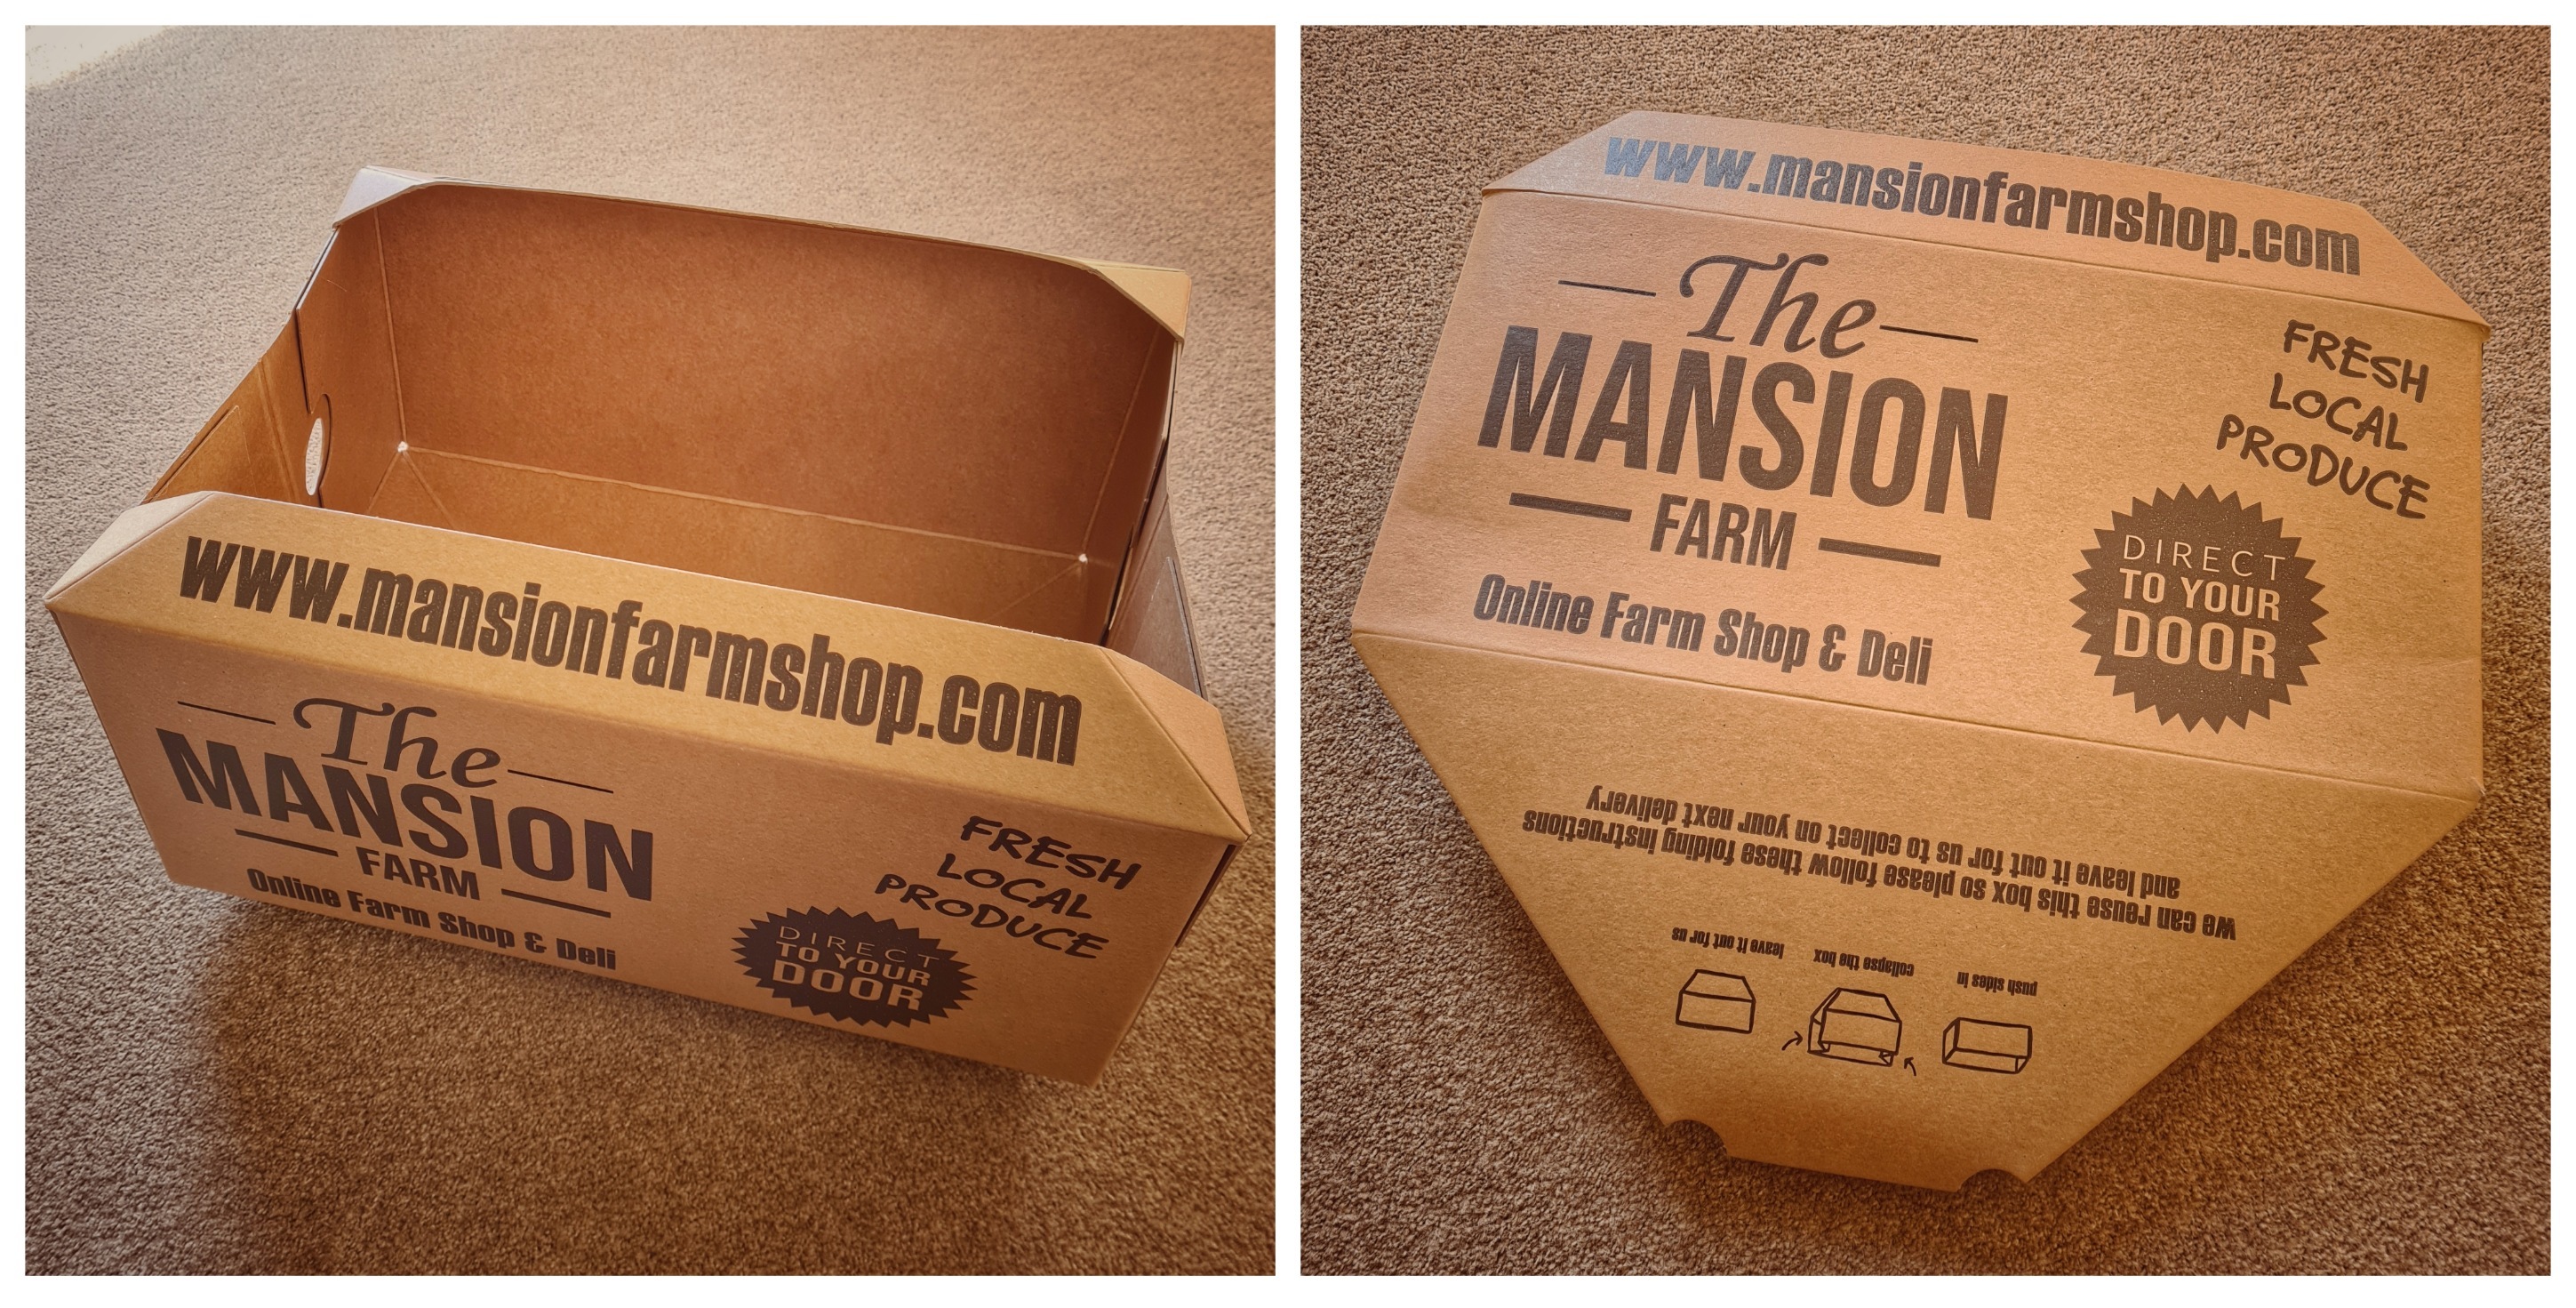 www.mansionfarmshop.com
The
MANSION
FARM
Online Farm Shop & Deli
FRESH
LOCAL
PRODUCE
DIRECT
TO YOUR
DOOR
www.mansionfarmshop.com
The
MANSION
FARM
Online Farm Shop & Deli
FRESH
LOCAL
PRODUCE
DIRECT
TO YOUR
DOOR
push sides in
collapse the box
leave it out for us
we can reuse this box so please follow these folding instructions
and leave it out for us to collect on your next delivery